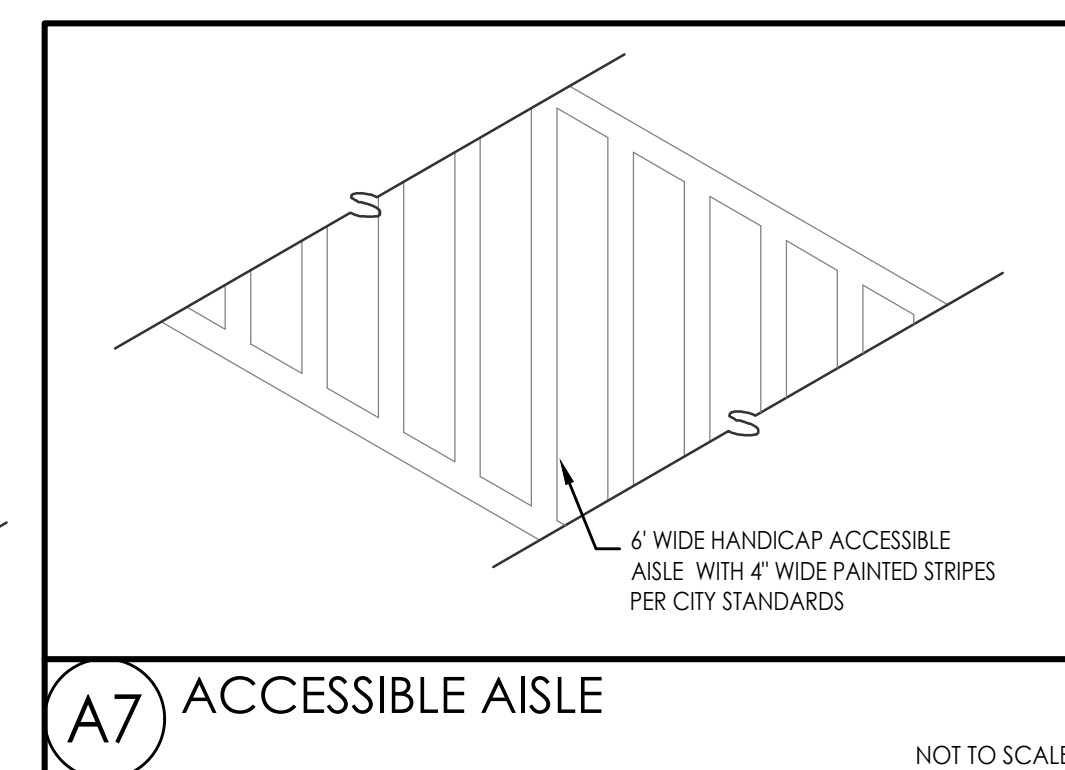 6' WIDE HANDICAP ACCESSIBLE
AISLE WITH 4" WIDE PAINTED STRIPES
PER CITY STANDARDS
A7
ACCESSIBLE AISLE
NOT TO SCALE